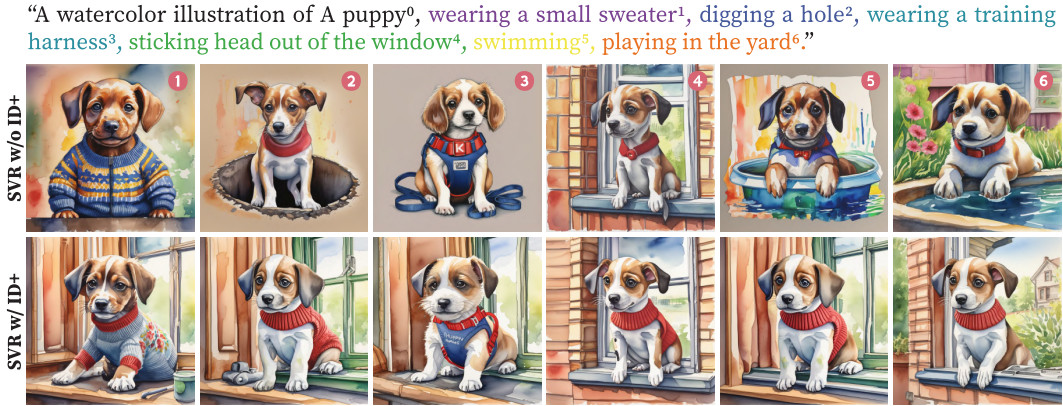 “A watercolor illustration of A puppy⁰, wearing a small sweater¹, digging a hole², wearing a training
harness³, sticking head out of the window⁴, swimming⁵, playing in the yard⁶.”
SVR w/o ID+
1
2
3
4
5
6
K
SVR w/ ID+